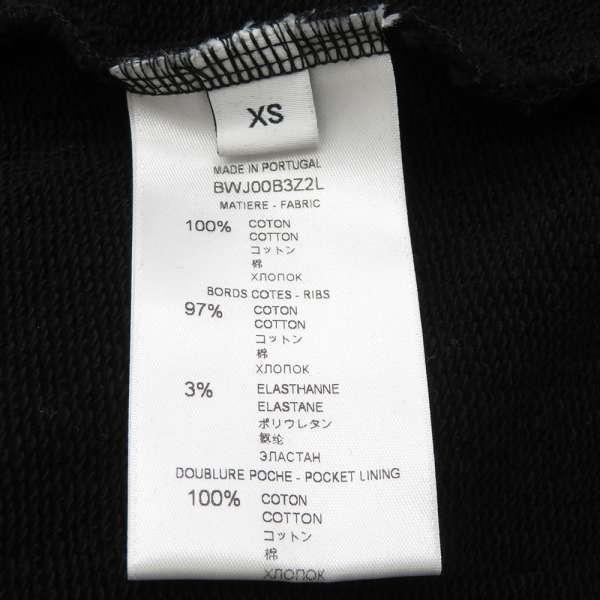 XS
MADE IN PORTUGAL
BWJ00B3Z2L
MATIERE - FABRIC
100% COTON
COTTON
コットン
棉
ХЛОПОК
BORDS COTES - RIBS
97% COTON
COTTON
コットン
棉
ХЛОПОК
3% ELASTHANNE
ELASTANE
ポリウレタン
氨纶
ЭЛАСТАН
DOUBLURE POCHE - POCKET LINING
100% COTON
COTTON
コットン
棉
ХЛОПОК